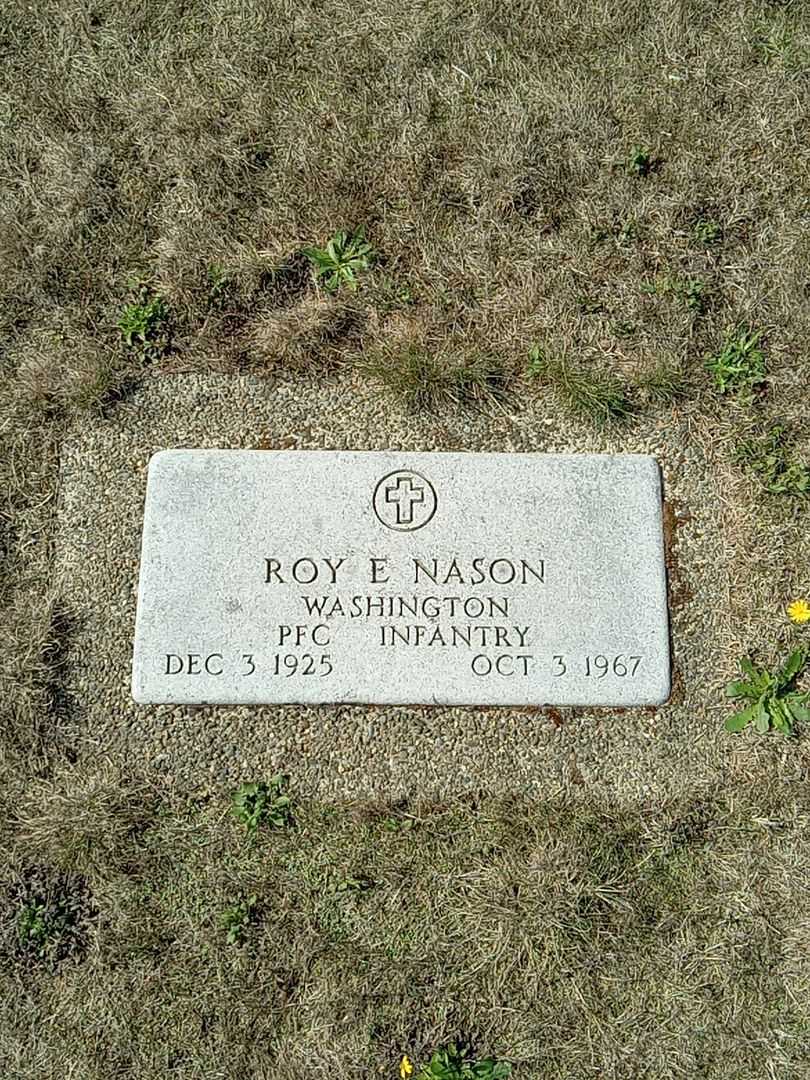 ROY E NASON
WASHINGTON
PFC INFANTRY
DEC 3 1925 OCT 3 1967